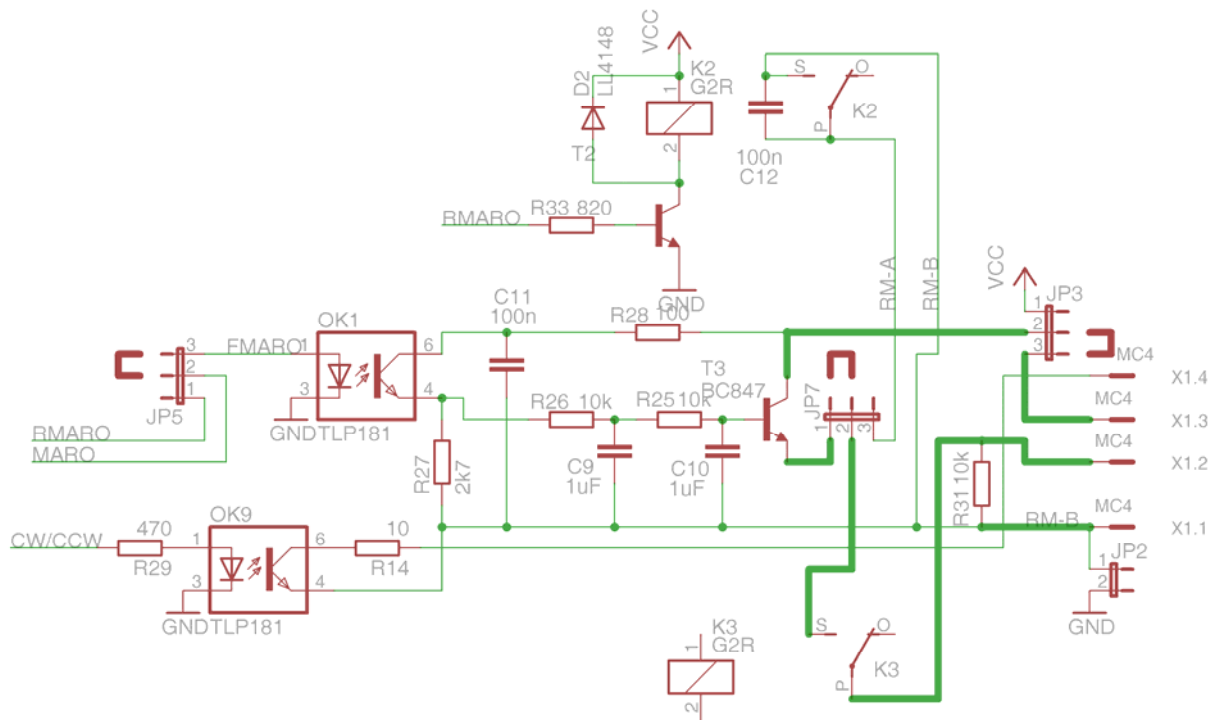 VCC
D2
LL4148
K2
G2R
1
2
T2
S
O
K2
P
100n
C12
R33 820
RMARO
GND
RM-A
RM-B
VCC
JP3
1
2
3
C11
100n
R28 100
OK1
FMARO
1
6
3
4
GND TLP181
3
2
1
JP5
RMARO
MARO
T3
BC847
JP7
1
2
3
R26 10k
R25 10k
C9
1uF
C10
1uF
R27
2k7
R31 10k
MC4
X1.4
MC4
X1.3
MC4
X1.2
MC4
X1.1
RM-B
JP2
1
2
GND
OK9
470
10
CW/CCW
1
6
R29
R14
3
4
GND TLP181
K3
G2R
1
2
S
O
K3
P